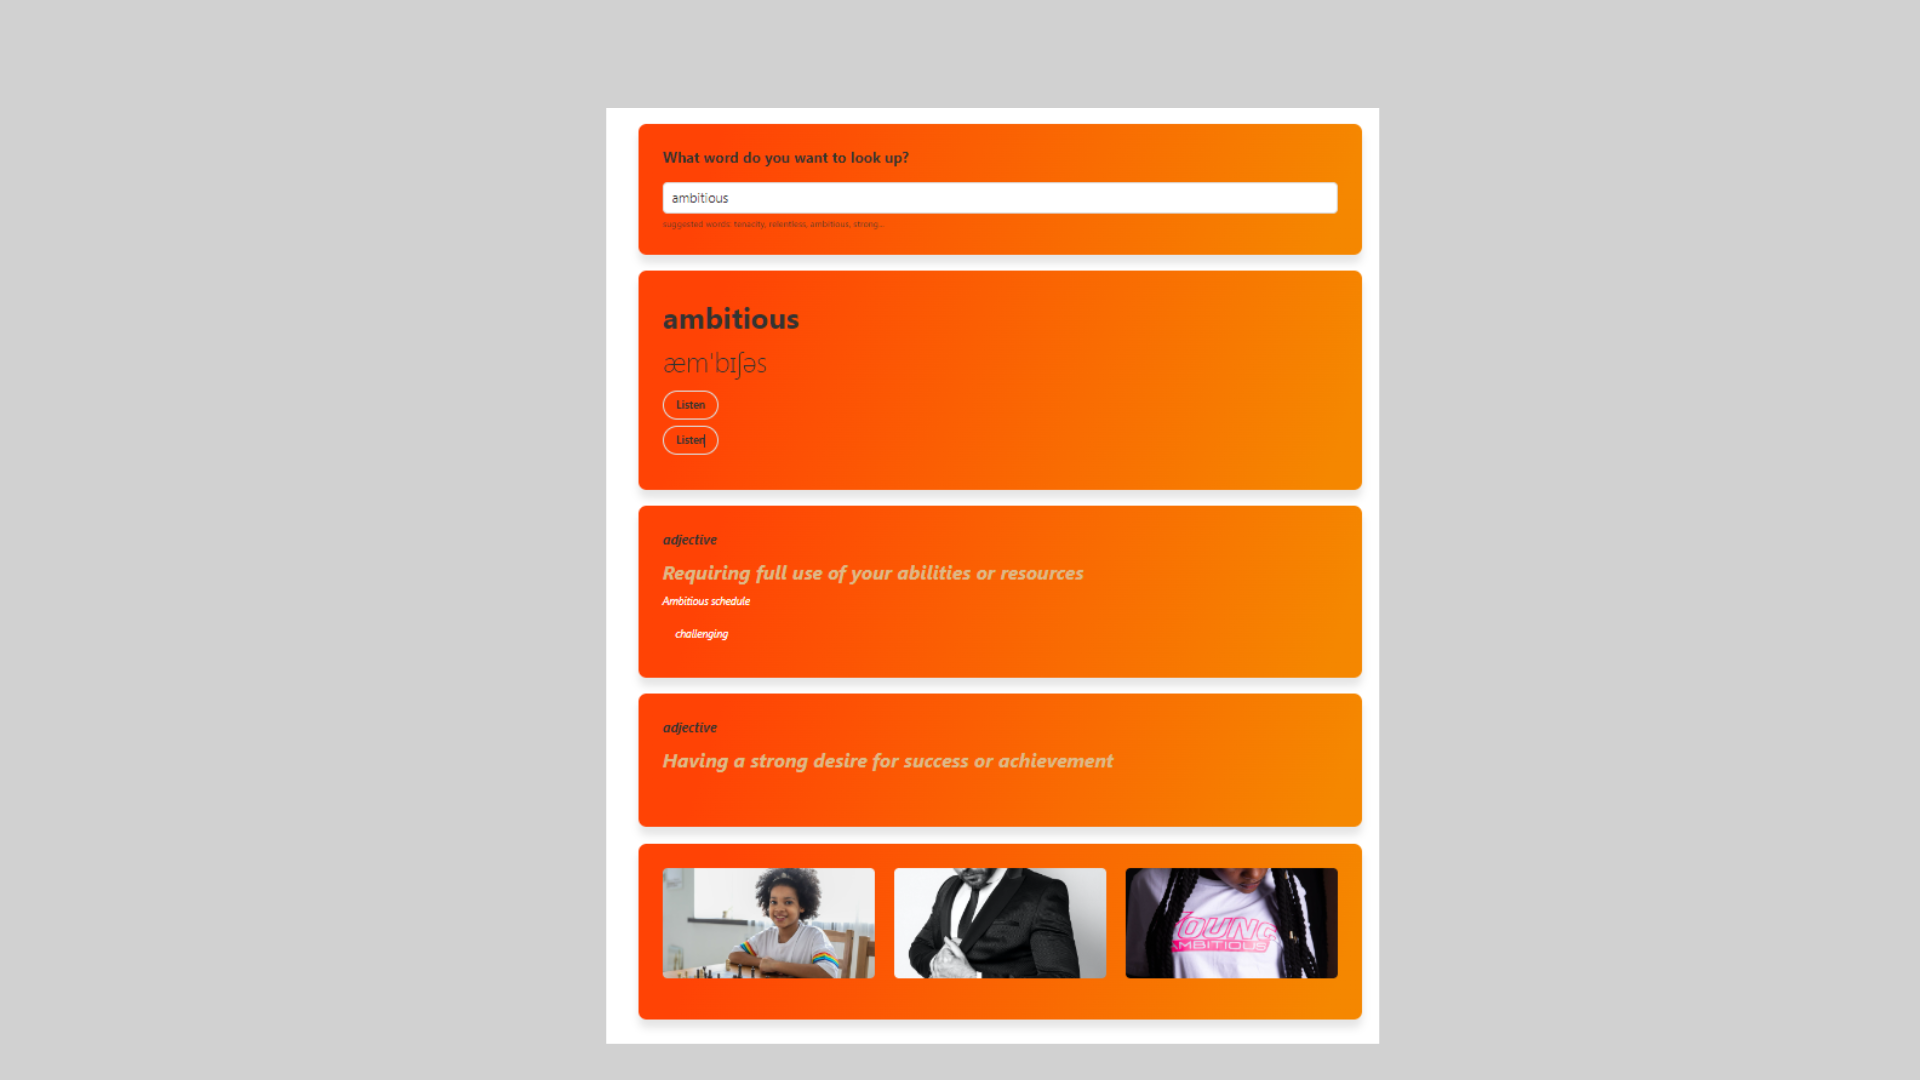 What word do you want to look up?
ambitious
suggested words: tenacity, relentless, ambitious, strong...
ambitious
æm'bɪʃəs
Listen
Listen
adjective
Requiring full use of your abilities or resources
Ambitious schedule
challenging
adjective
Having a strong desire for success or achievement
YOUNG
AMBITIOUS